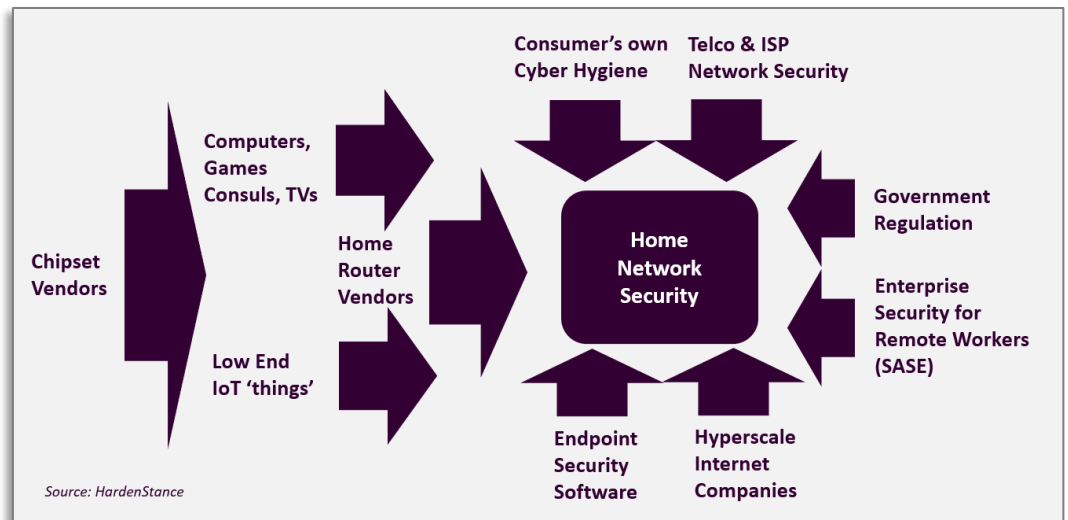 Consumer’s own
Cyber Hygiene
Telco & ISP
Network Security
Computers,
Games
Consuls, TVs
Government
Regulation
Chipset
Vendors
Home
Router
Vendors
Home
Network
Security
Enterprise
Security for
Remote Workers
(SASE)
Low End
IoT ‘things’
Endpoint
Security
Software
Hyperscale
Internet
Companies
Source: HardenStance